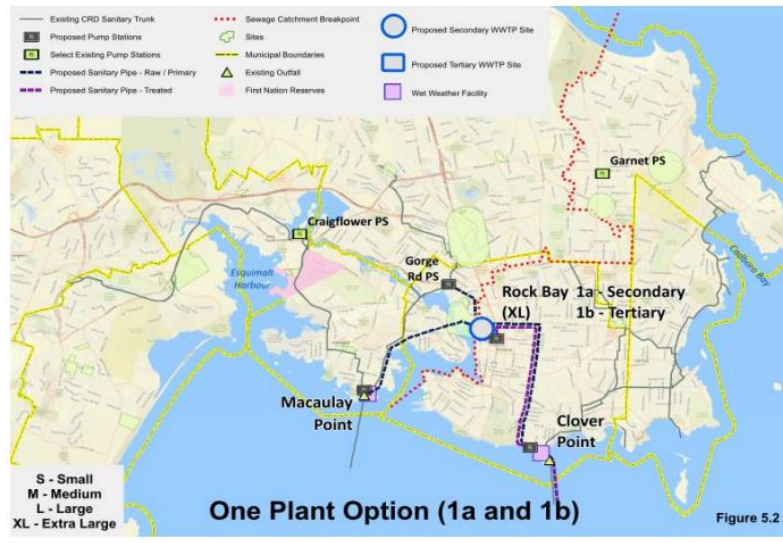 Existing CRD Sanitary Trunk
Proposed Pump Stations
Select Existing Pump Stations
Proposed Sanitary Pipe - Raw / Primary
Proposed Sanitary Pipe - Treated
Sewage Catchment Breakpoint
Sites
Municipal Boundaries
Existing Outfall
First Nation Reserves
Proposed Secondary WWTP Site
Proposed Tertiary WWTP Site
Wet Weather Facility
Garnet PS
Craigflower PS
Cadboro Bay
Gorge
Rd PS
Esquimalt
Harbour
Rock Bay
(XL)
1a - Secondary
1b - Tertiary
Macaulay
Point
Clover
Point
S - Small
M - Medium
L - Large
XL - Extra Large
One Plant Option (1a and 1b)
Figure 5.2